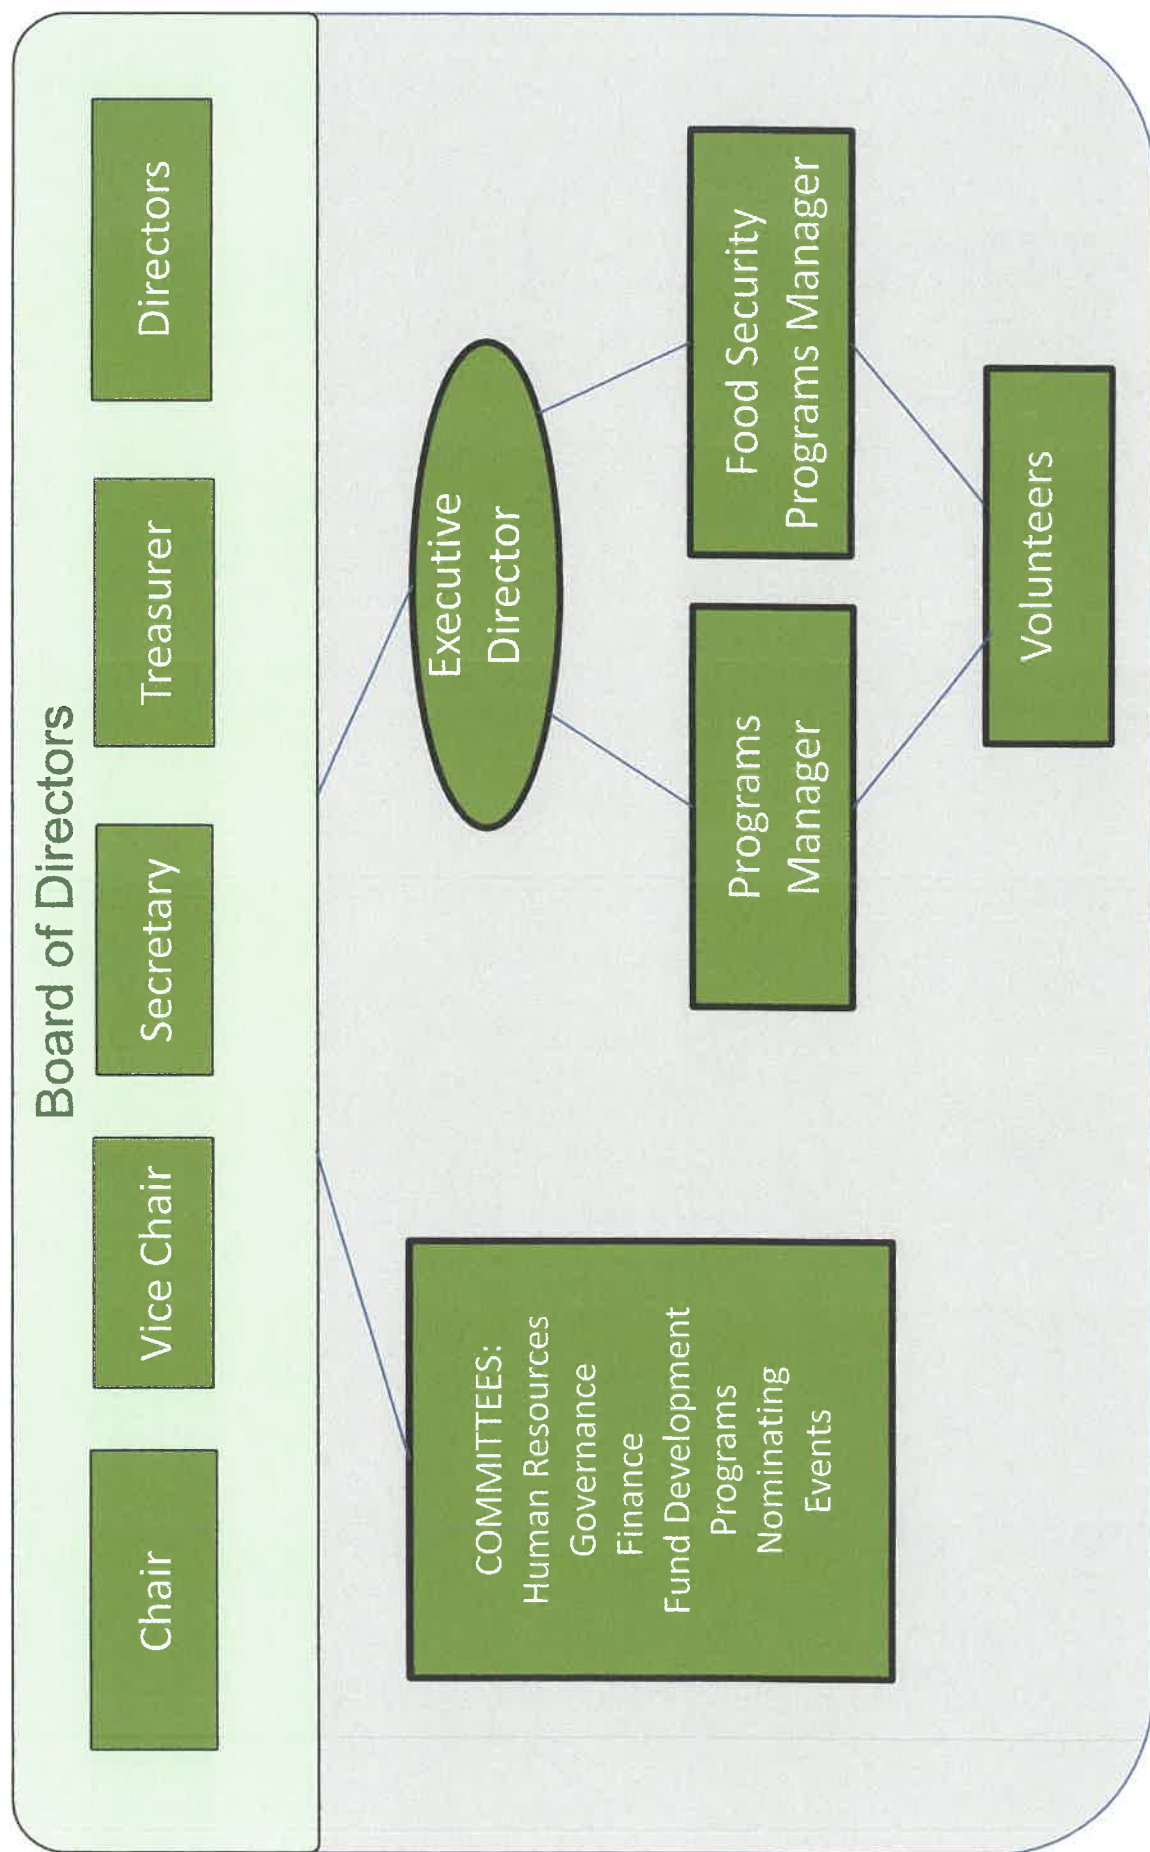 Board of Directors
Chair
Vice Chair
Secretary
Treasurer
Directors
COMMITTEES:
Human Resources
Governance
Finance
Fund Development
Programs
Nominating
Events
Executive
Director
Programs
Manager
Food Security
Programs Manager
Volunteers